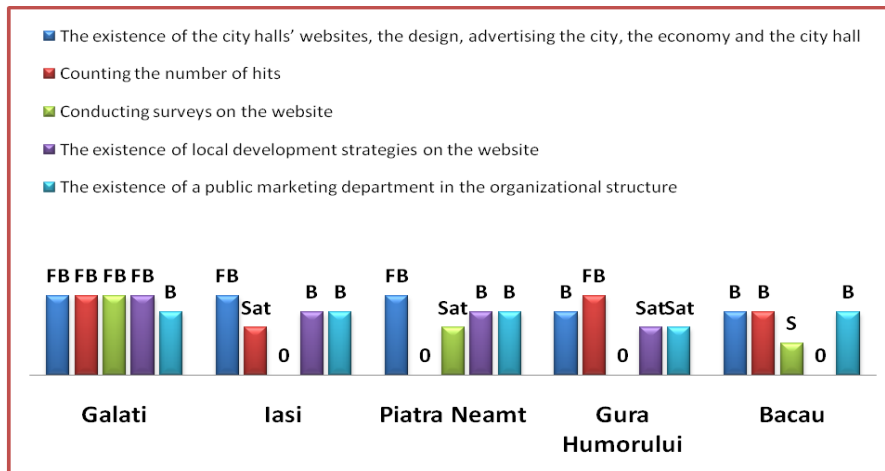 The existence of the city halls' websites, the design, advertising the city, the economy and the city hall
Counting the number of hits
Conducting surveys on the website
The existence of local development strategies on the website
The existence of a public marketing department in the organizational structure
FB FB FB FB B
FB Sat 0 B B
FB 0 Sat B B
B FB 0 Sat Sat
B B S 0 B
Galati
Iasi
Piatra Neamt
Gura
Humorului
Bacau